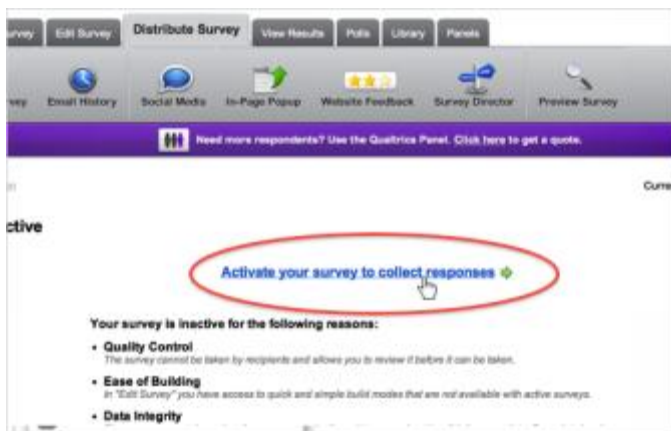 urvey Edit Survey Distribute Survey View Results Polls Library Panels
vey Email History Social Media In-Page Popup Website Feedback Survey Director Preview Survey
Need more respondents? Use the Qualtrics Panel. Click here to get a quote.
Curre
ctive
Activate your survey to collect responses
Your survey is inactive for the following reasons:
• Quality Control
The survey cannot be taken by recipients and allows you to review it before it can be taken.
• Ease of Building
In "Edit Survey" you have access to quick and simple build modes that are not available with active surveys.
• Data Integrity